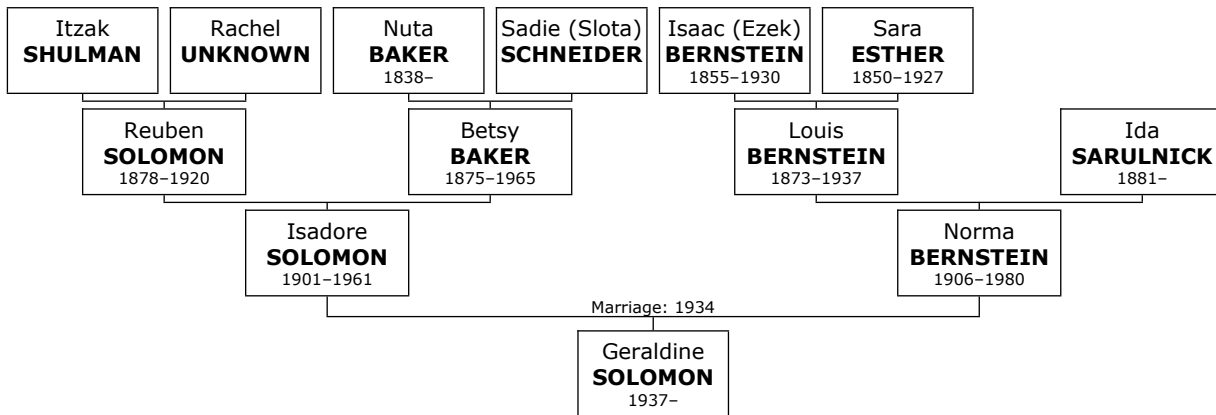 Itzak
SHULMAN
Rachel
UNKNOWN
Nuta
BAKER
1838–
Sadie (Slota)
SCHNEIDER
Isaac (Ezek)
BERNSTEIN
1855–1930
Sara
ESTHER
1850–1927
Reuben
SOLOMON
1878–1920
Betsy
BAKER
1875–1965
Louis
BERNSTEIN
1873–1937
Ida
SARULNICK
1881–
Isadore
SOLOMON
1901–1961
Norma
BERNSTEIN
1906–1980
Marriage: 1934
Geraldine
SOLOMON
1937–